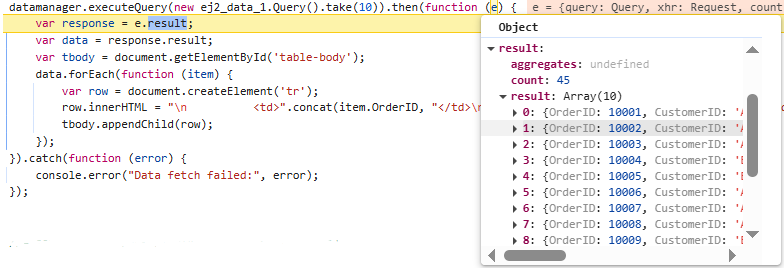 datamanager.executeQuery(new ej2_data_1.Query().take(10)).then(function (e) {   e = {query: Query, xhr: Request, count
    var response = e.result;
    var data = response.result;
    var tbody = document.getElementById('table-body');
    data.forEach(function (item) {
        var row = document.createElement('tr');
        row.innerHTML = "\n          <td>".concat(item.OrderID, "</td>\n
        tbody.appendChild(row);
    });
}).catch(function (error) {
    console.error("Data fetch failed:", error);
});
Object
result:
aggregates: undefined
count: 45
result: Array(10)
0: {OrderID: 10001, CustomerID:
1: {OrderID: 10002, CustomerID:
2: {OrderID: 10003, CustomerID:
3: {OrderID: 10004, CustomerID:
4: {OrderID: 10005, CustomerID:
5: {OrderID: 10006, CustomerID:
6: {OrderID: 10007, CustomerID:
7: {OrderID: 10008, CustomerID:
8: {OrderID: 10009, CustomerID: